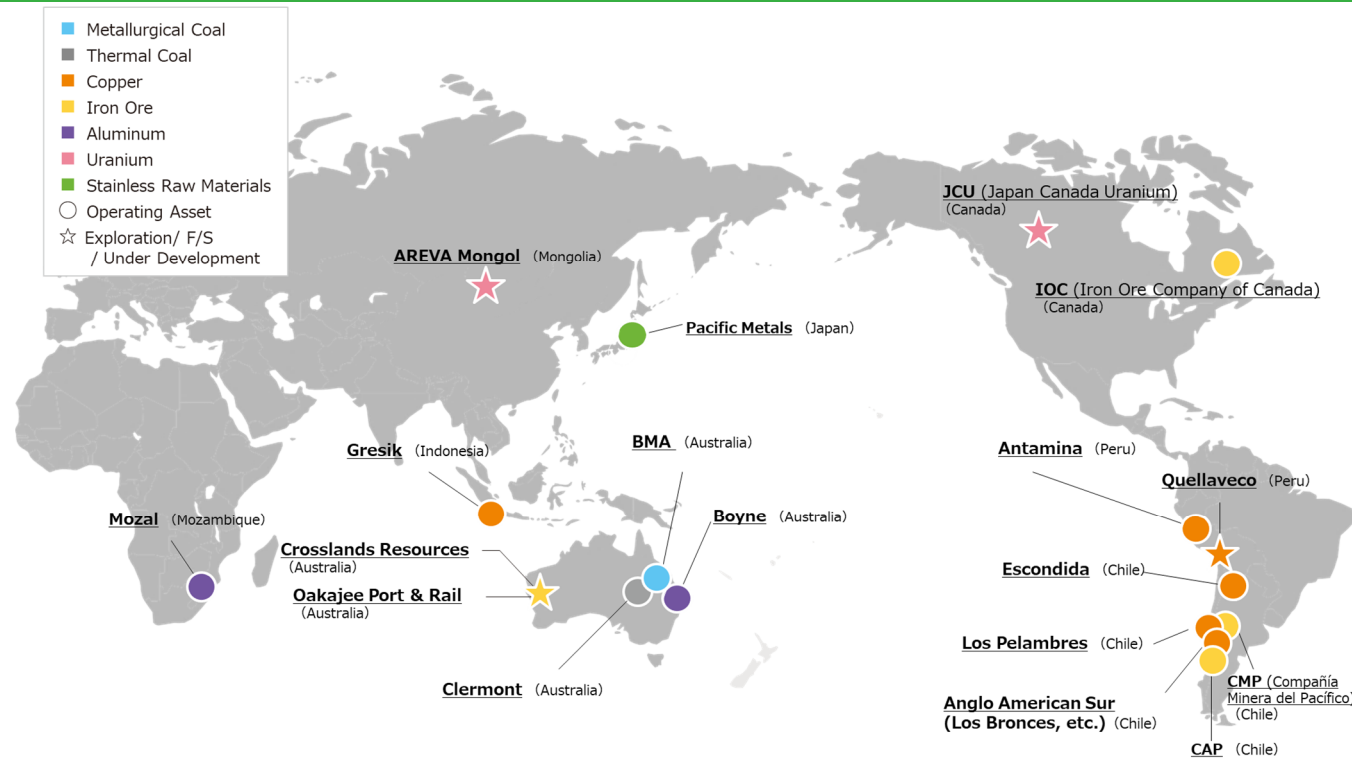 Metallurgical Coal
Thermal Coal
Copper
Iron Ore
Aluminum
Uranium
Stainless Raw Materials
Operating Asset
Exploration/ F/S
/ Under Development
JCU (Japan Canada Uranium)
(Canada)
AREVA Mongol (Mongolia)
IOC (Iron Ore Company of Canada)
(Canada)
Pacific Metals (Japan)
Gresik (Indonesia)
BMA (Australia)
Antamina (Peru)
Quellaveco (Peru)
Mozal (Mozambique)
Boyne (Australia)
Crosslands Resources
(Australia)
Oakajee Port & Rail
(Australia)
Escondida (Chile)
Los Pelambres (Chile)
Clermont (Australia)
CMP (Compañía
Minera del Pacífico)
(Chile)
Anglo American Sur
(Los Bronces, etc.) (Chile)
CAP (Chile)